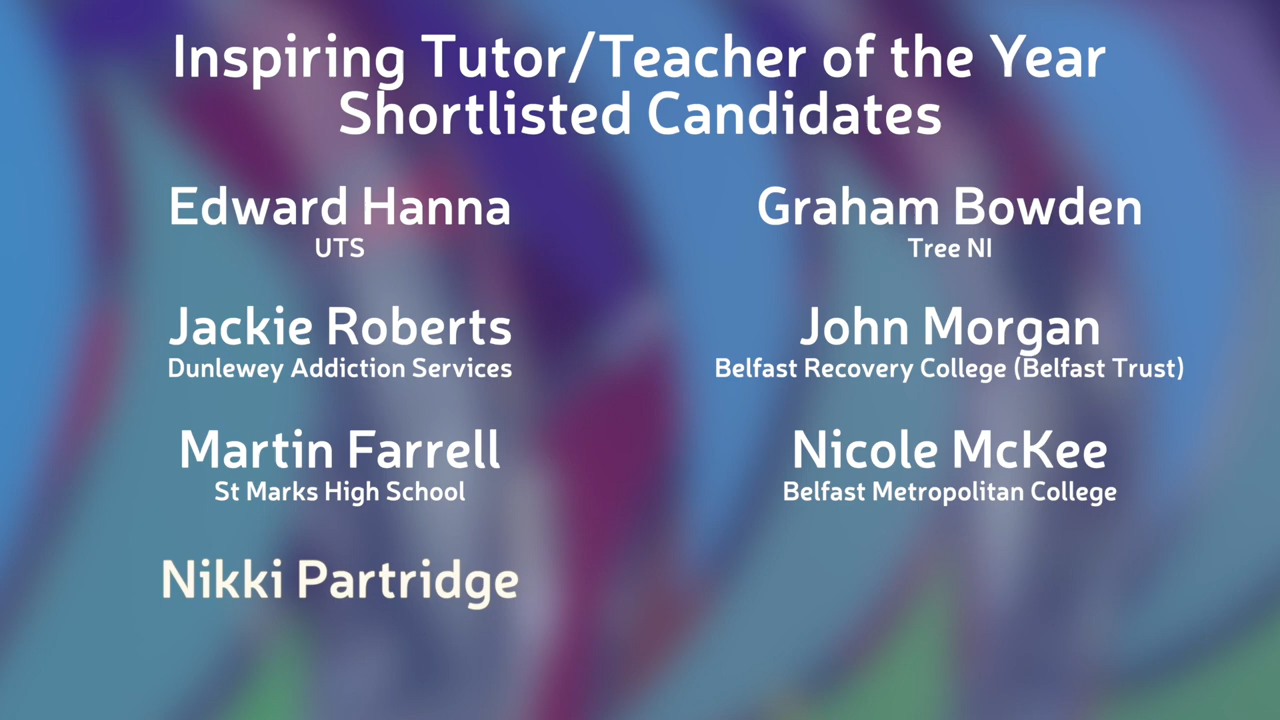 Inspiring Tutor/Teacher of the Year
Shortlisted Candidates
Edward Hanna
UTS
Graham Bowden
Tree NI
Jackie Roberts
Dunlewey Addiction Services
John Morgan
Belfast Recovery College (Belfast Trust)
Martin Farrell
St Marks High School
Nicole McKee
Belfast Metropolitan College
Nikki Partridge